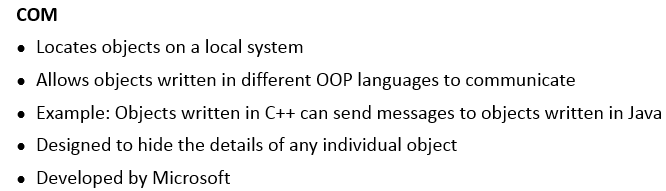 COM
• Locates objects on a local system
• Allows objects written in different OOP languages to communicate
• Example: Objects written in C++ can send messages to objects written in Java
• Designed to hide the details of any individual object
• Developed by Microsoft